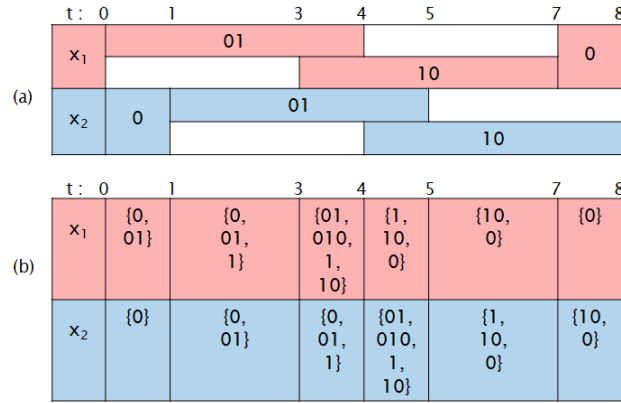 t : 0 1 3 4 5 7 8
x₁ 01 0
10
(a)
x₂ 0 01
10
t : 0 1 3 4 5 7 8
x₁ {0, {0, {01, {1, {10, {0}
01} 01, 010, 10, 0}
1} 1, 0}
10}
(b)
x₂ {0} {0, {0, {01, {1, {10,
01} 01, 010, 10, 0}
1} 1, 0}
10}